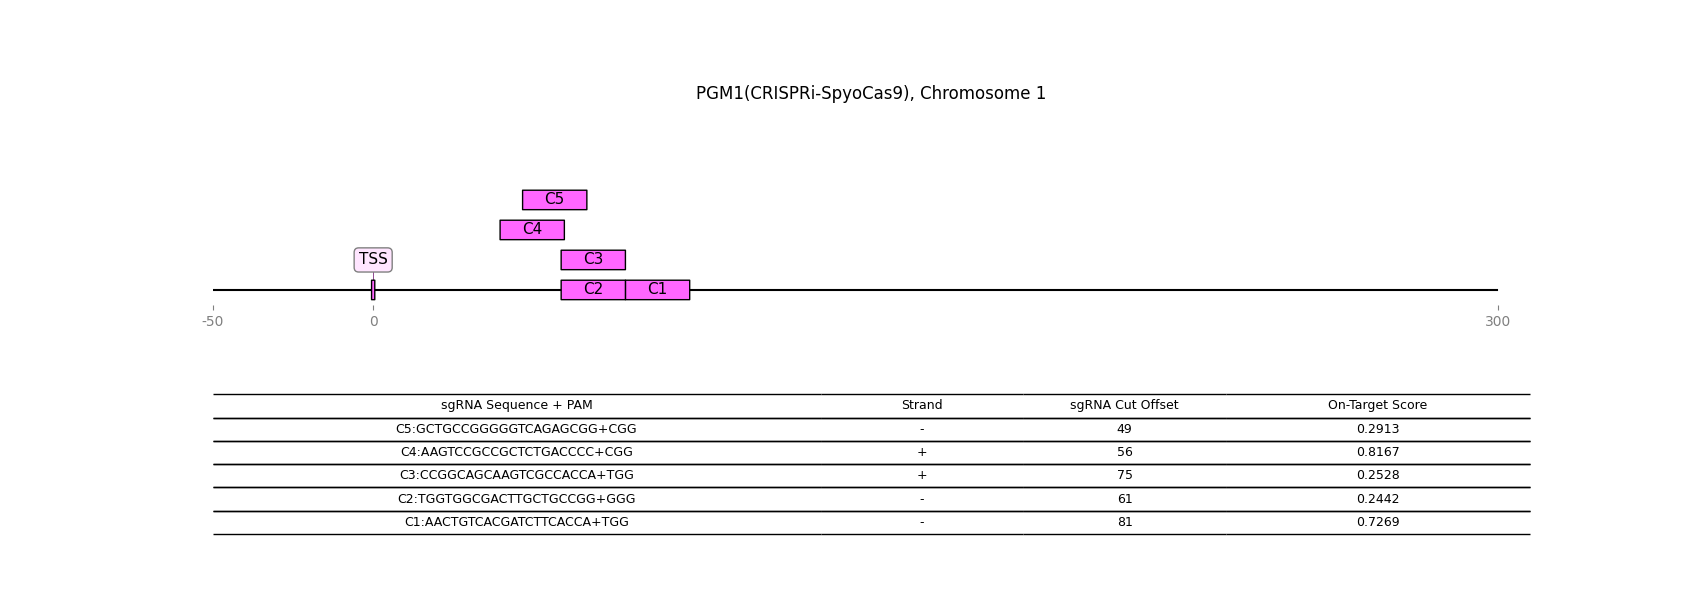 PGM1(CRISPRi-SpyoCas9), Chromosome 1
C5
C4
TSS C3
C2 C1
-50 0 300
sgRNA Sequence + PAM Strand sgRNA Cut Offset On-Target Score
C5:GCTGCCGGGGGTCAGAGCGG+CGG - 49 0.2913
C4:AAGTCCGCCGCTCTGACCCC+CGG + 56 0.8167
C3:CCGGCAGCAAGTCGCCACCA+TGG + 75 0.2528
C2:TGGTGGCGACTTGCTGCCGG+GGG - 61 0.2442
C1:AACTGTCACGATCTTCACCA+TGG - 81 0.7269